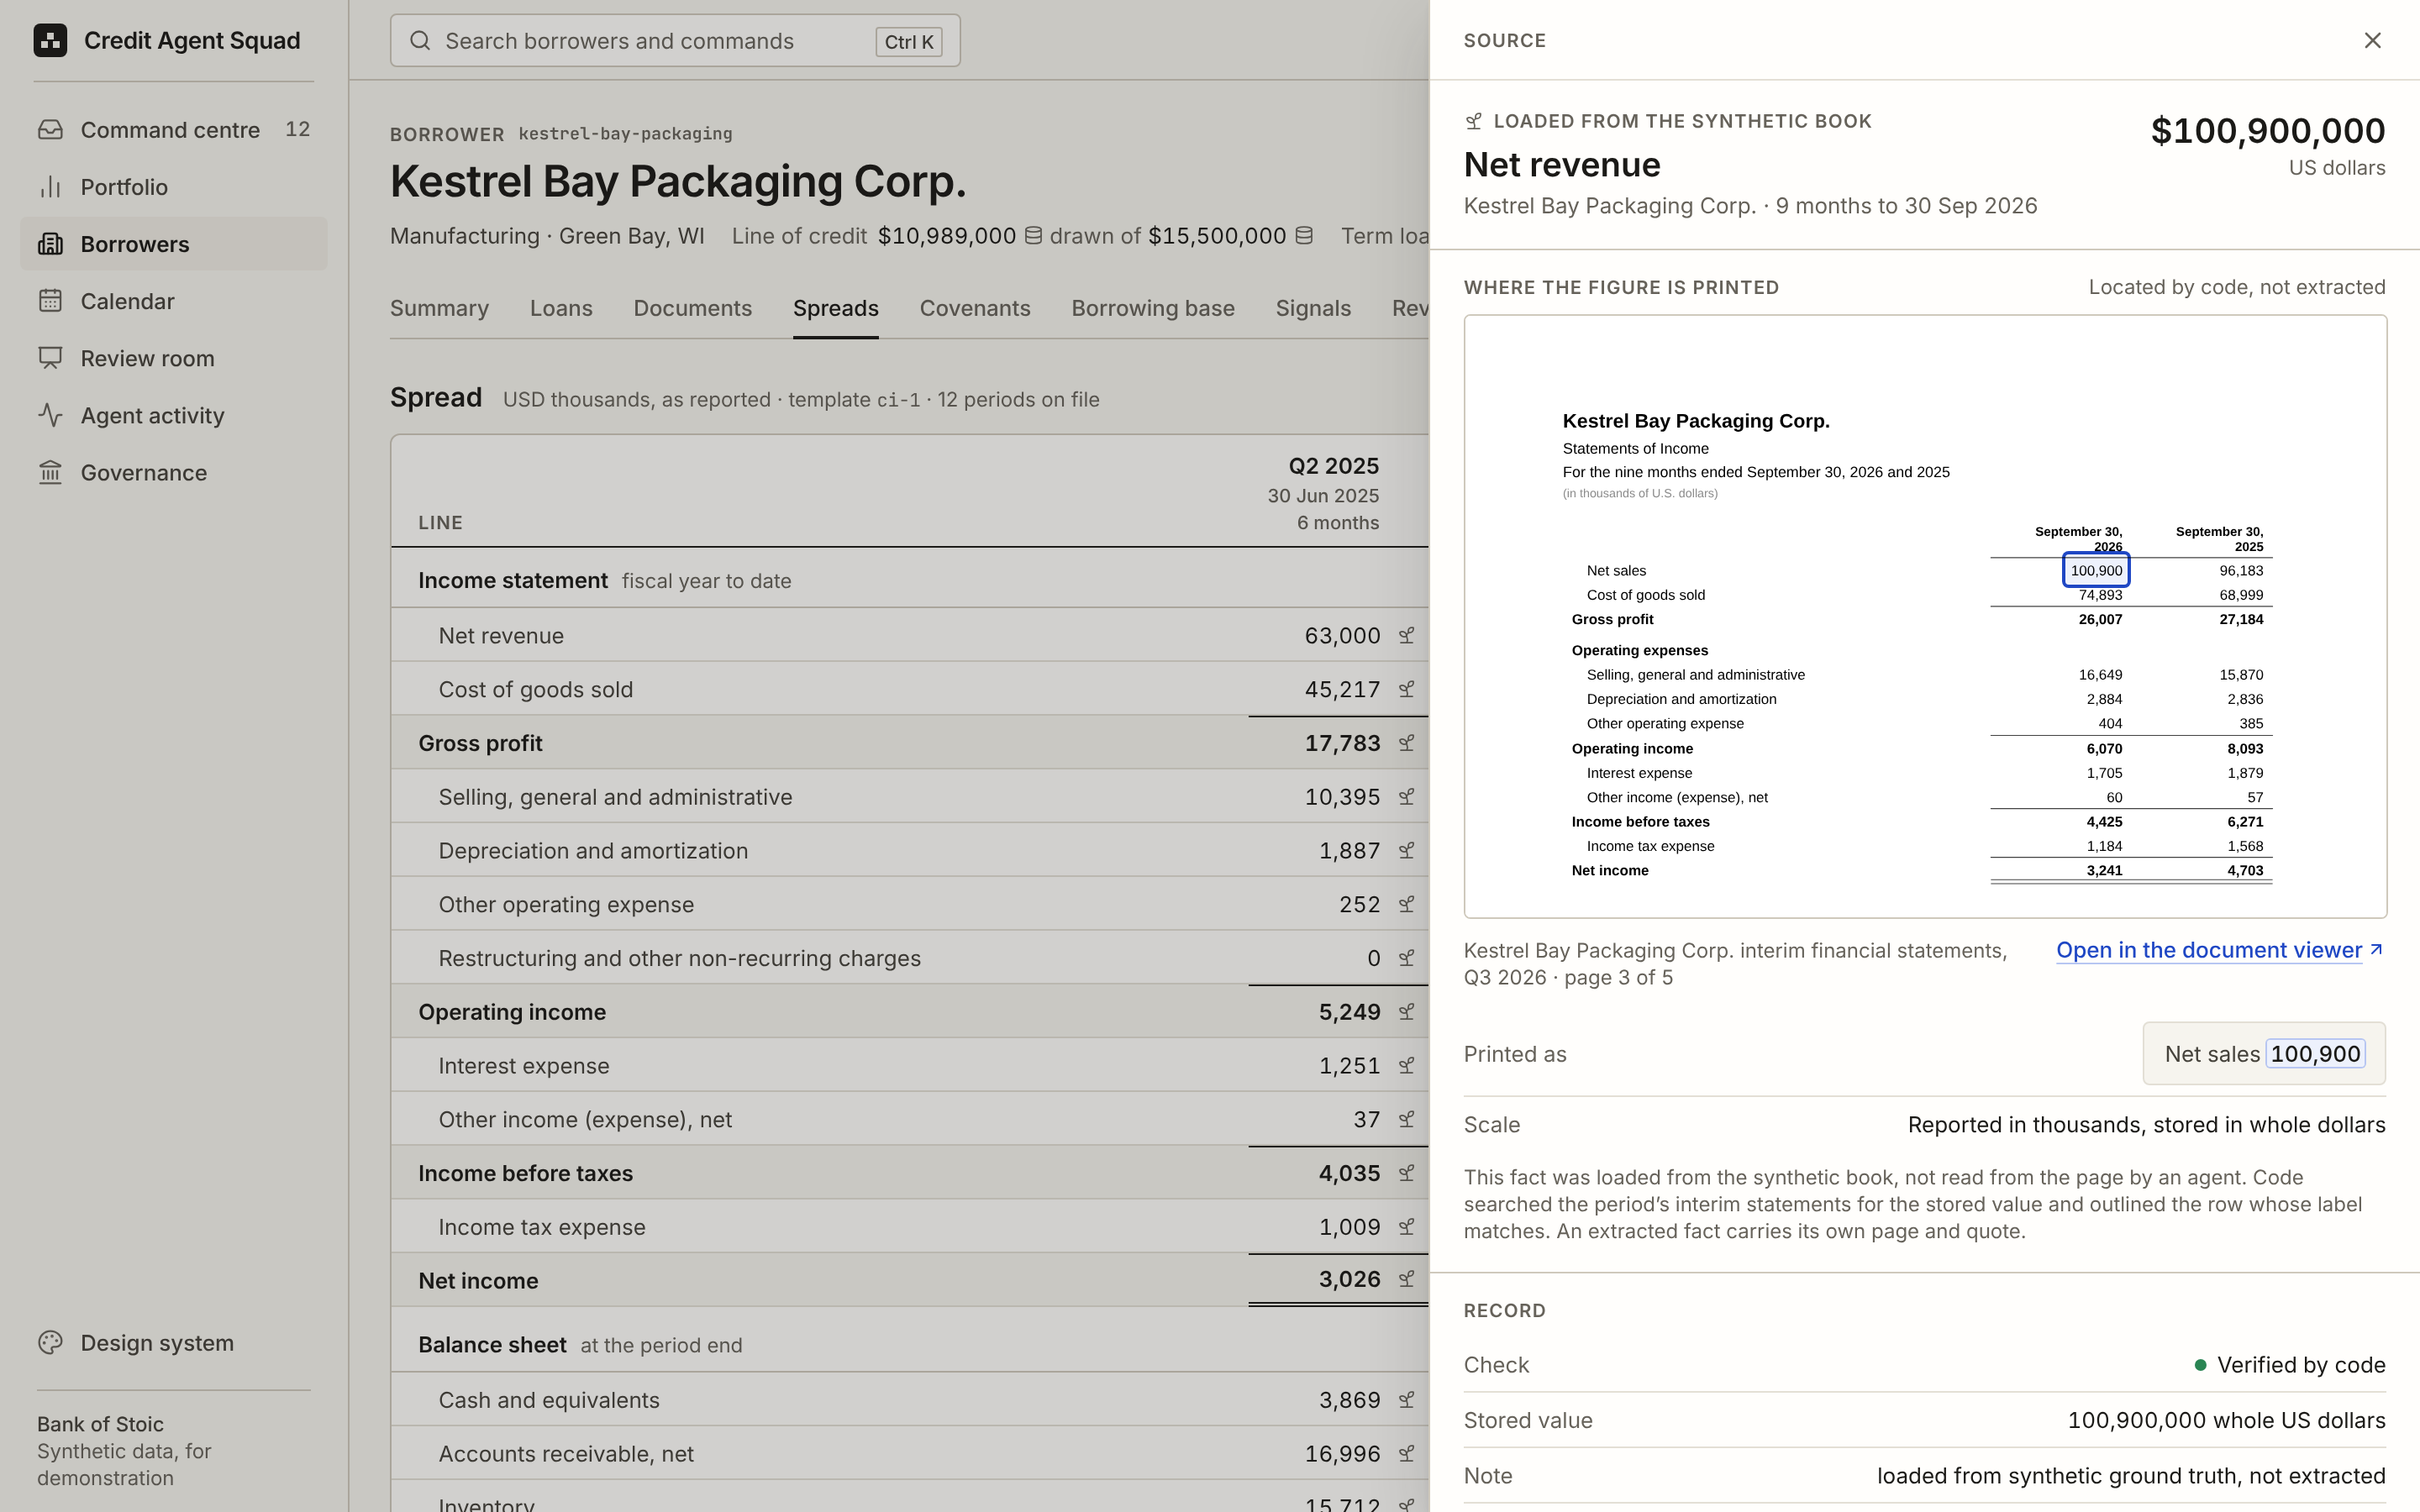 Credit Agent Squad
Command centre 12
Portfolio
Borrowers
Calendar
Review room
Agent activity
Governance
Design system
Bank of Stoic
Synthetic data, for
demonstration
Search borrowers and commands Ctrl K
BORROWER kestrel-bay-packaging
Kestrel Bay Packaging Corp.
Manufacturing · Green Bay, WI Line of credit $10,989,000 drawn of $15,500,000 Term loa
Summary Loans Documents Spreads Covenants Borrowing base Signals Rev
Spread USD thousands, as reported · template ci-1 · 12 periods on file
Q2 2025
30 Jun 2025
LINE 6 months
Income statement fiscal year to date
Net revenue 63,000
Cost of goods sold 45,217
Gross profit 17,783
Selling, general and administrative 10,395
Depreciation and amortization 1,887
Other operating expense 252
Restructuring and other non-recurring charges 0
Operating income 5,249
Interest expense 1,251
Other income (expense), net 37
Income before taxes 4,035
Income tax expense 1,009
Net income 3,026
Balance sheet at the period end
Cash and equivalents 3,869
Accounts receivable, net 16,996
Inventory 15,712
SOURCE
LOADED FROM THE SYNTHETIC BOOK
$100,900,000
Net revenue
US dollars
Kestrel Bay Packaging Corp. · 9 months to 30 Sep 2026
WHERE THE FIGURE IS PRINTED Located by code, not extracted
Kestrel Bay Packaging Corp.
Statements of Income
For the nine months ended September 30, 2026 and 2025
(in thousands of U.S. dollars)
September 30, September 30,
2026 2025
Net sales 100,900 96,183
Cost of goods sold 74,893 68,999
Gross profit 26,007 27,184
Operating expenses
Selling, general and administrative 16,649 15,870
Depreciation and amortization 2,884 2,836
Other operating expense 404 385
Operating income 6,070 8,093
Interest expense 1,705 1,879
Other income (expense), net 60 57
Income before taxes 4,425 6,271
Income tax expense 1,184 1,568
Net income 3,241 4,703
Kestrel Bay Packaging Corp. interim financial statements,
Q3 2026 · page 3 of 5
Open in the document viewer
Printed as Net sales 100,900
Scale Reported in thousands, stored in whole dollars
This fact was loaded from the synthetic book, not read from the page by an agent. Code
searched the period’s interim statements for the stored value and outlined the row whose label
matches. An extracted fact carries its own page and quote.
RECORD
Check Verified by code
Stored value 100,900,000 whole US dollars
Note loaded from synthetic ground truth, not extracted